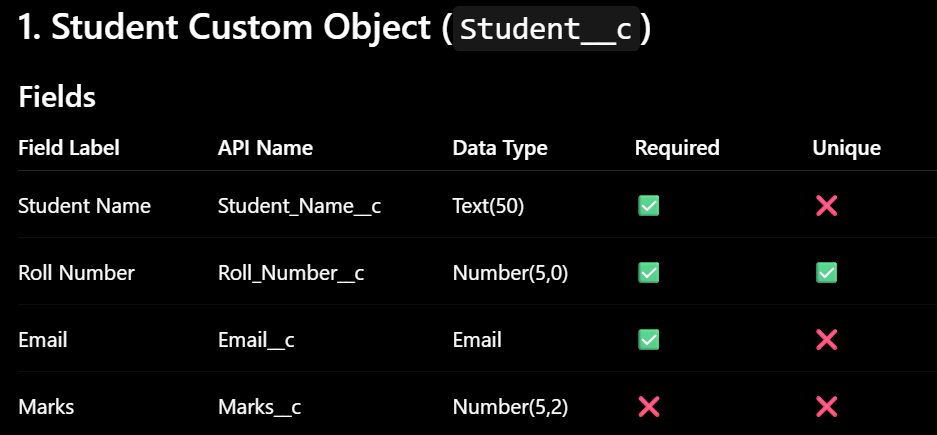 1. Student Custom Object (Student__c)
Fields
Field Label API Name Data Type Required Unique
Student Name Student_Name__c Text(50) ✅ ❌
Roll Number Roll_Number__c Number(5,0) ✅ ✅
Email Email__c Email ✅ ❌
Marks Marks__c Number(5,2) ❌ ❌